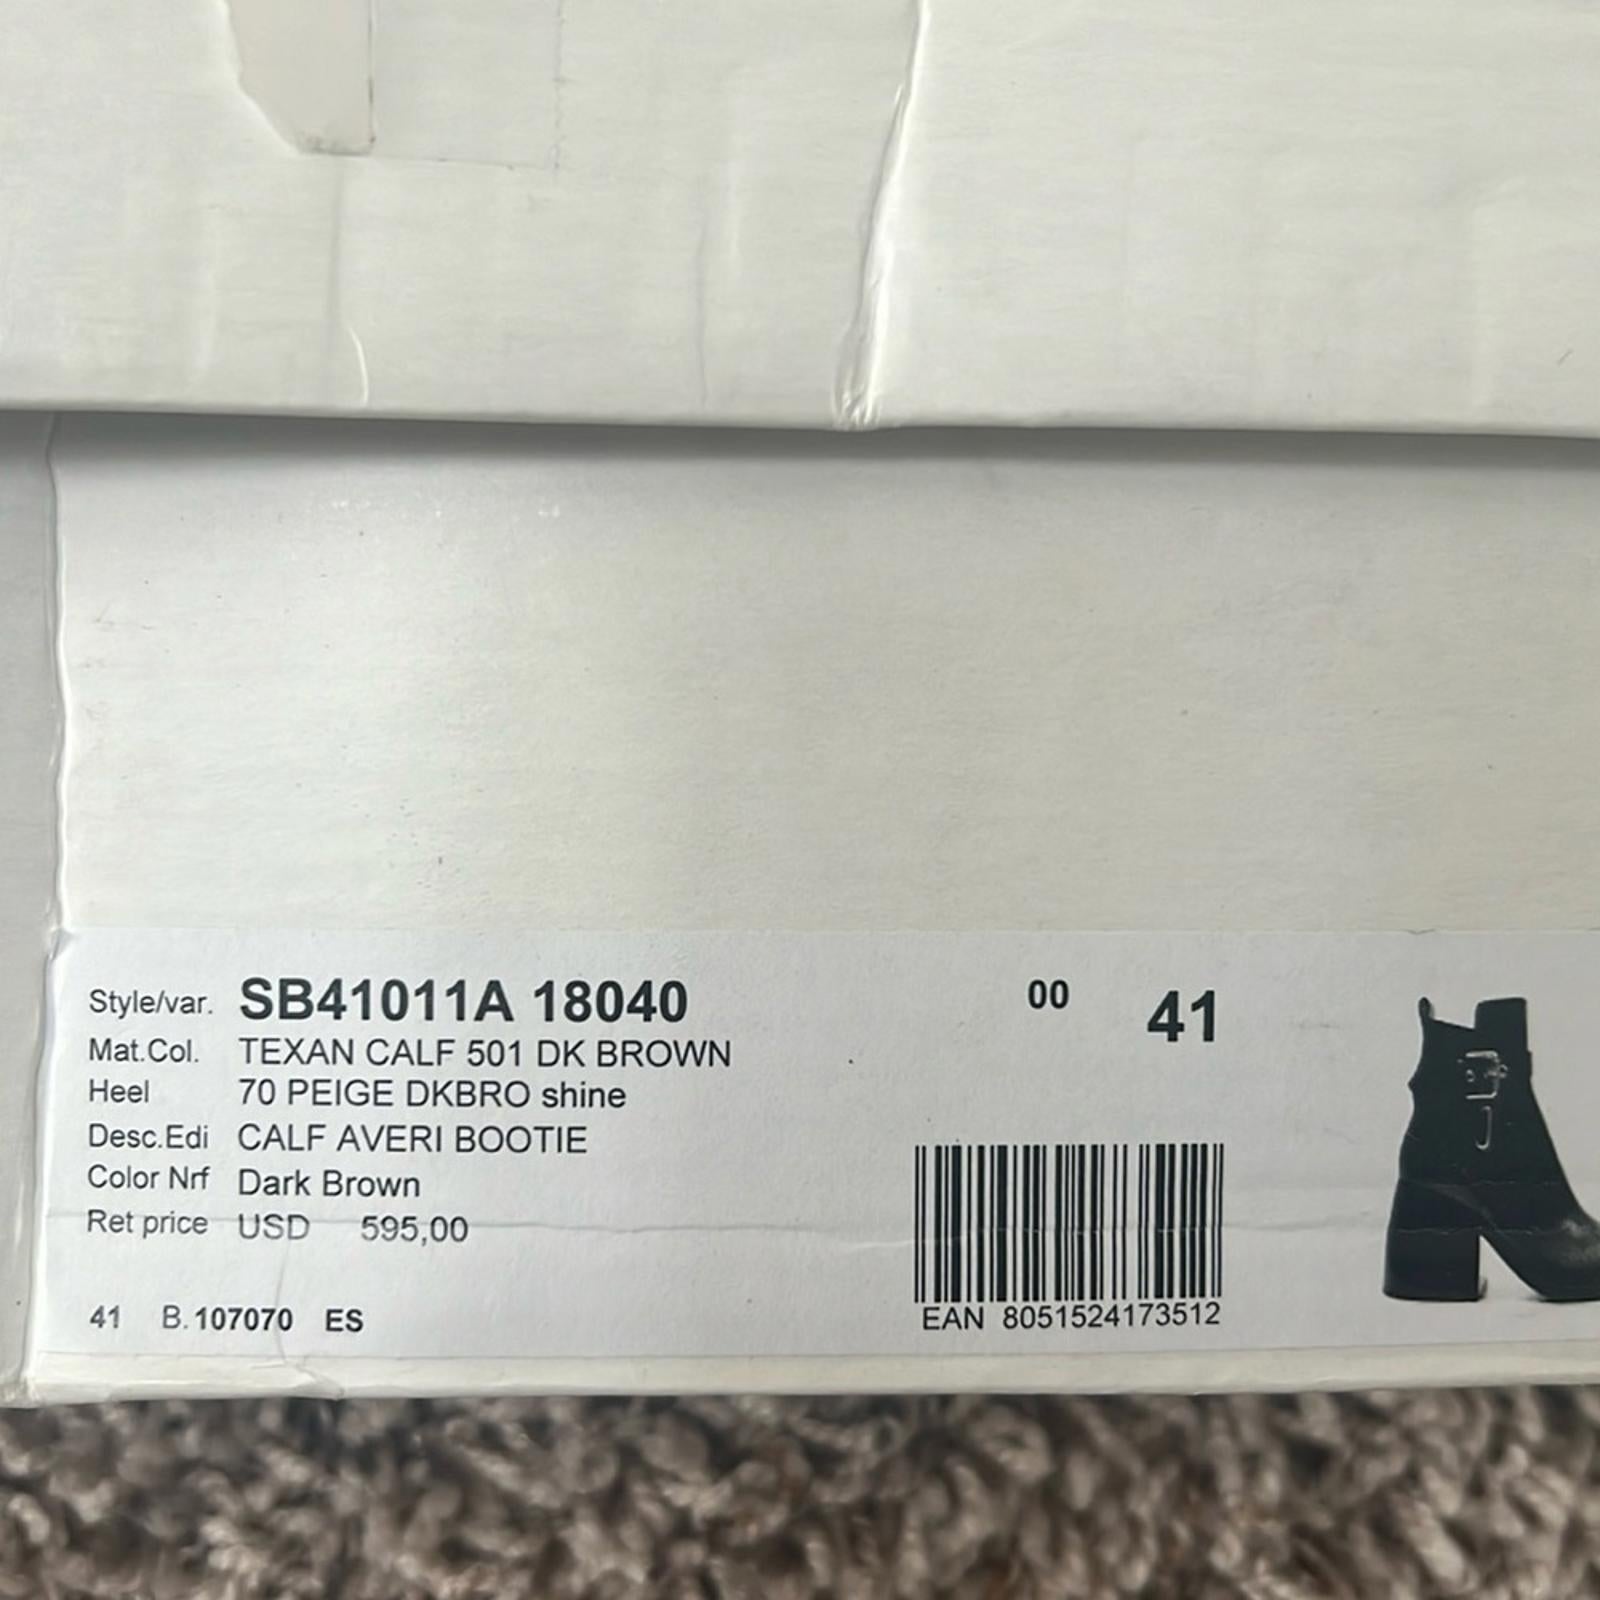 Style/var. SB41011A 18040 00 41
Mat.Col. TEXAN CALF 501 DK BROWN
Heel 70 PEIGE DKBRO shine
Desc.Edi CALF AVERI BOOTIE
Color Nrf Dark Brown
Ret price USD 595,00
41 B. 107070 ES
EAN 8051524173512